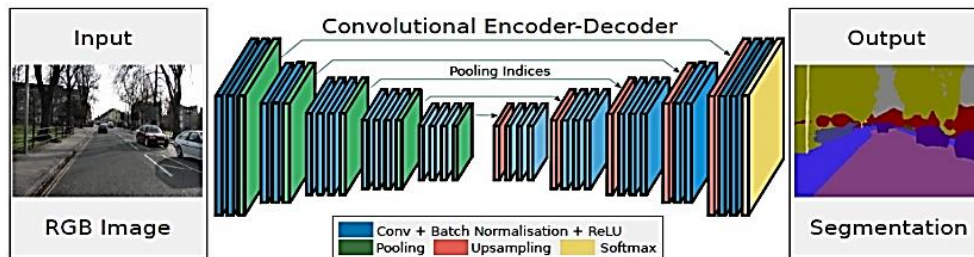 Input
RGB Image
Convolutional Encoder-Decoder
Pooling Indices
Conv + Batch Normalisation + ReLU
Pooling Upsampling Softmax
Output
Segmentation